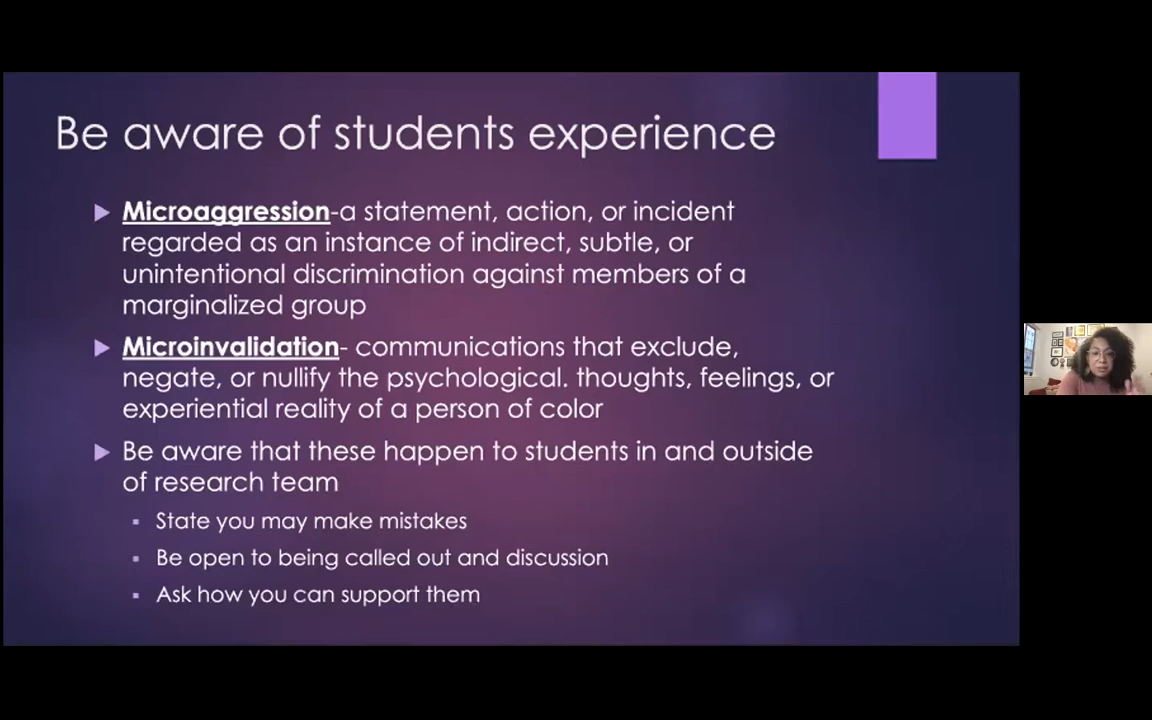 Be aware of students experience
Microaggression-a statement, action, or incident
regarded as an instance of indirect, subtle, or
unintentional discrimination against members of a
marginalized group
Microinvalidation- communications that exclude,
negate, or nullify the psychological. thoughts, feelings, or
experiential reality of a person of color
Be aware that these happen to students in and outside
of research team
State you may make mistakes
Be open to being called out and discussion
Ask how you can support them